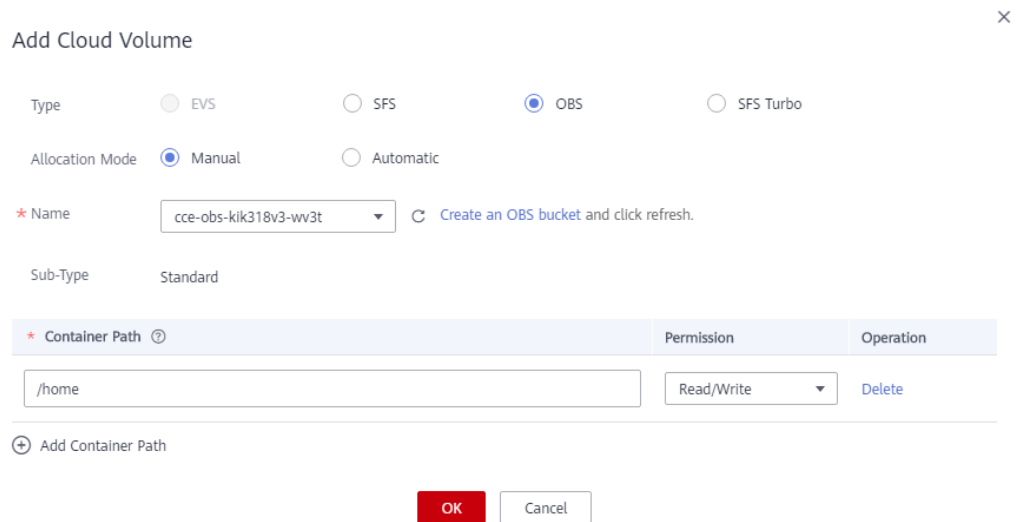 Add Cloud Volume
Type EVS SFS OBS SFS Turbo
Allocation Mode Manual Automatic
* Name cce-obs-kik318v3-wv3t Create an OBS bucket and click refresh.
Sub-Type Standard
* Container Path ? Permission Operation
/home Read/Write Delete
Add Container Path
OK Cancel